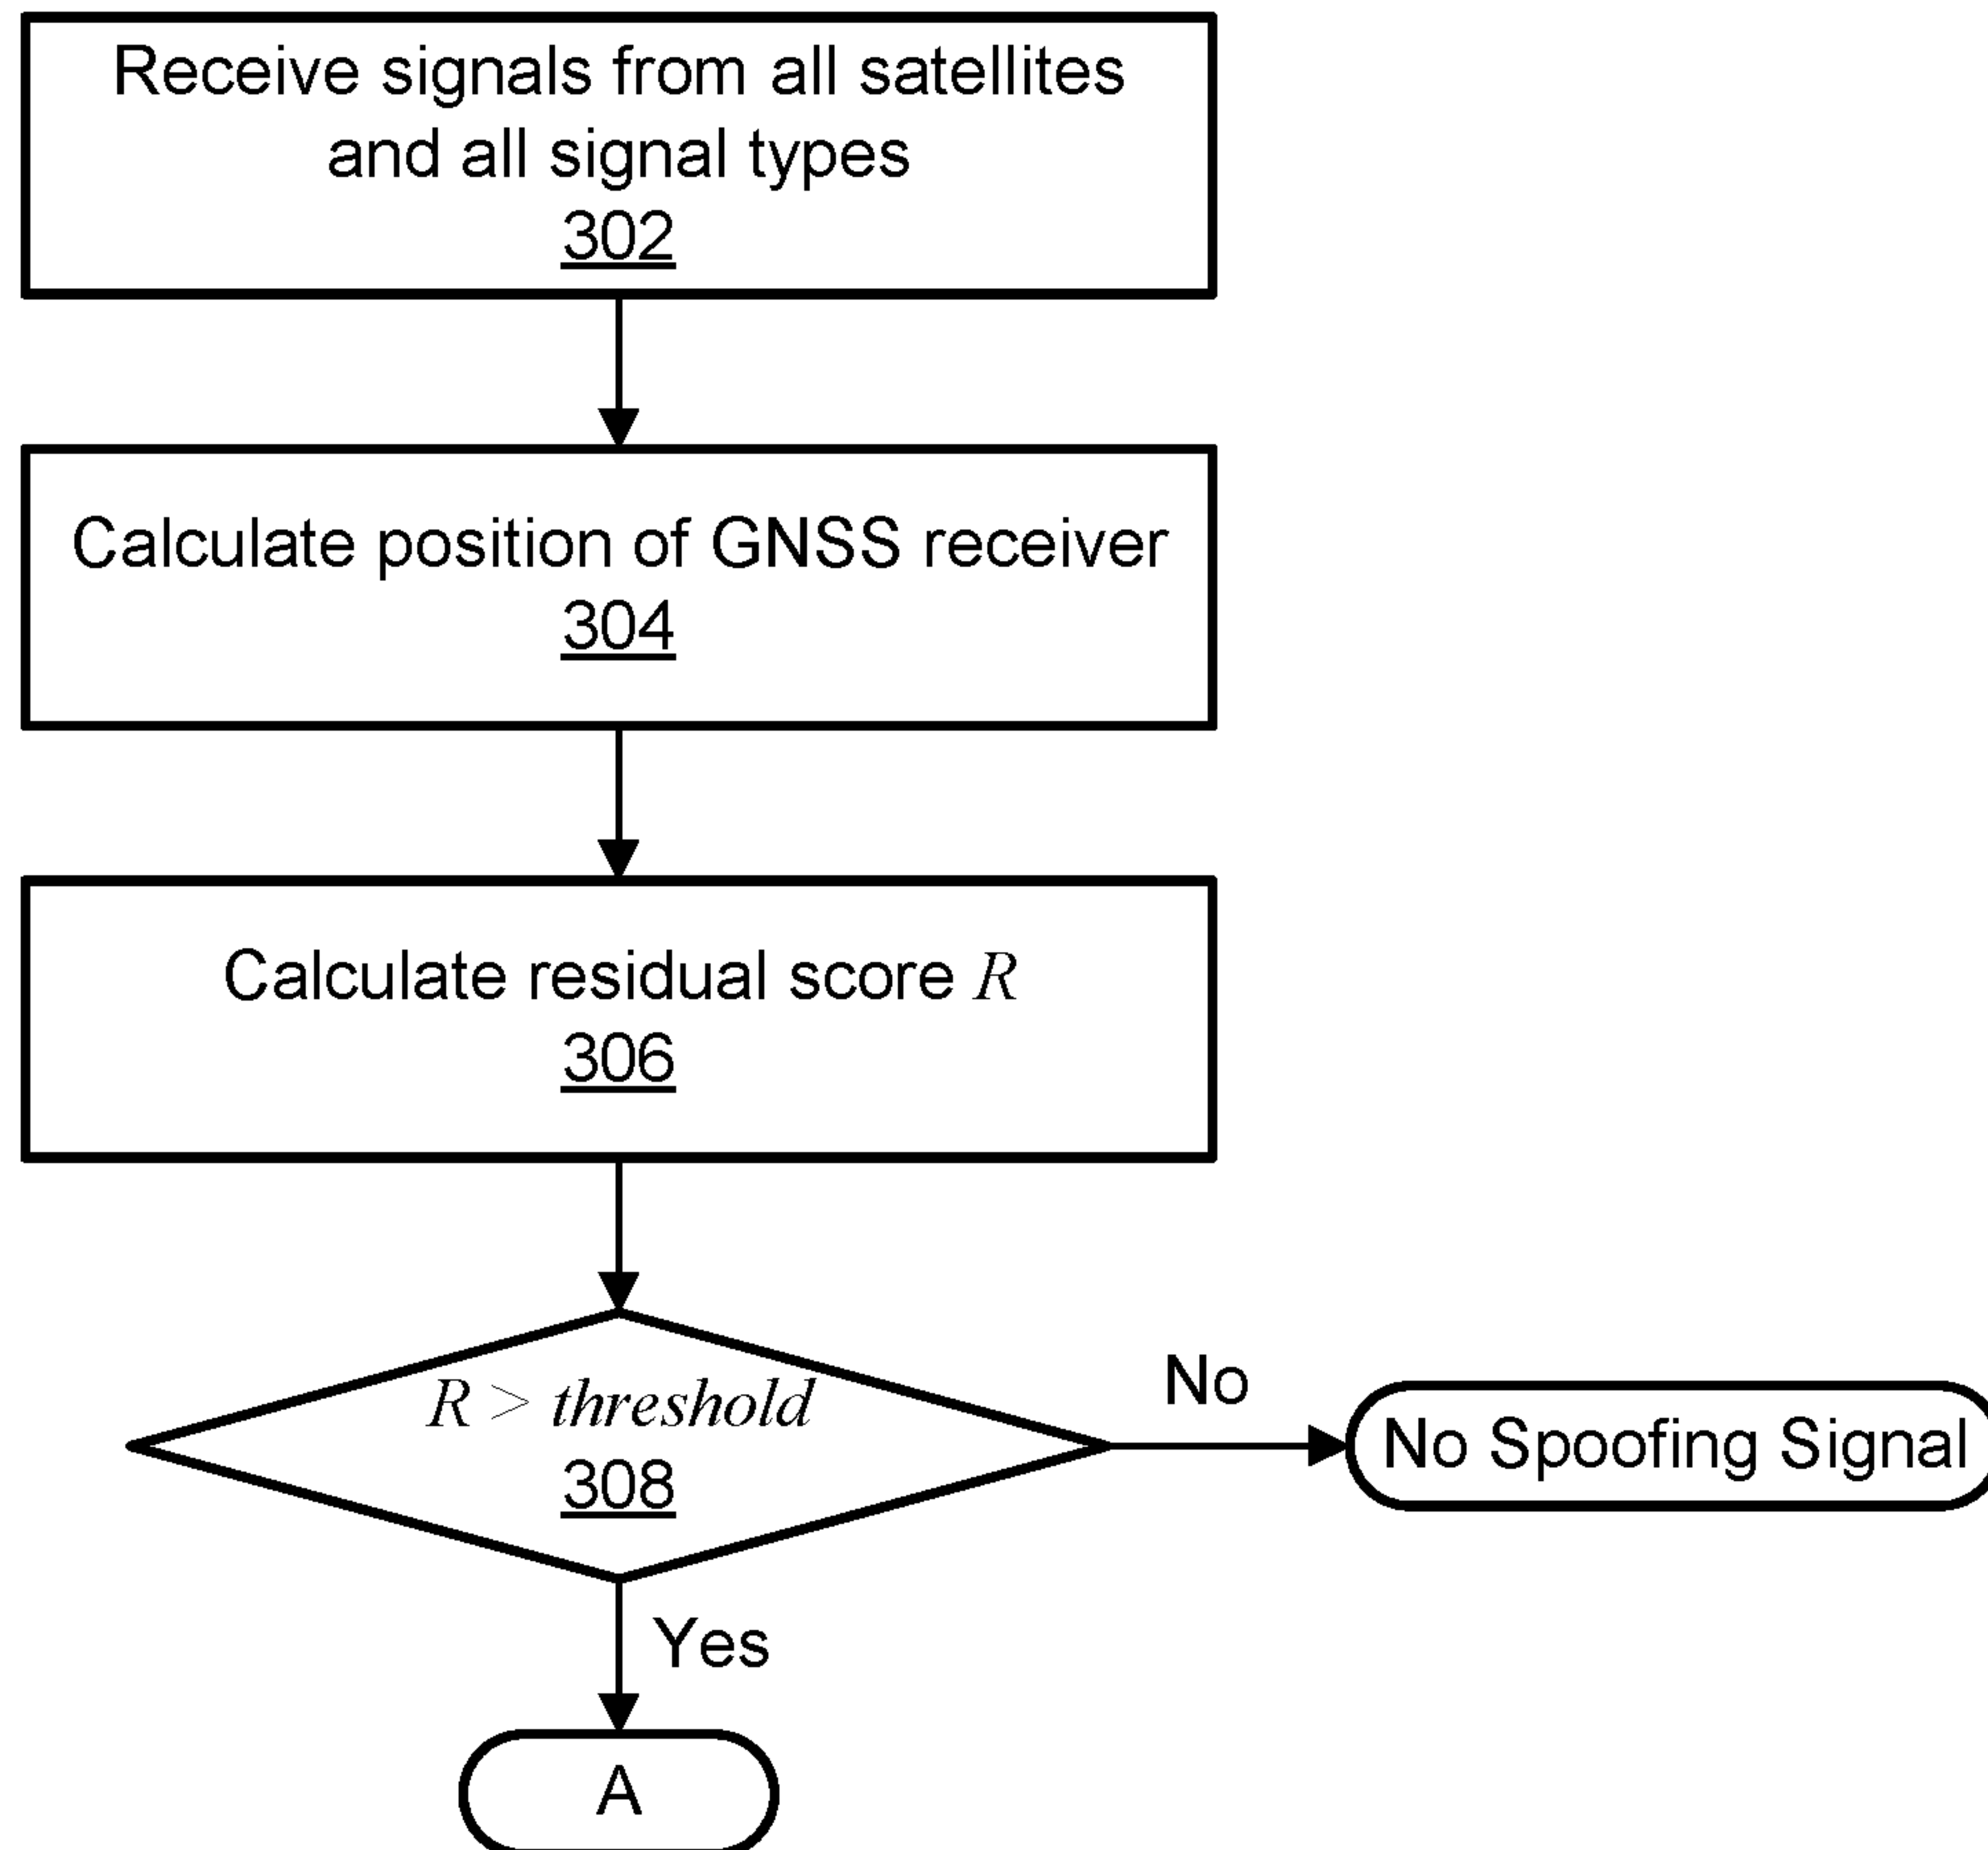 Receive signals from all satellites
and all signal types
302
Calculate position of GNSS receiver
304
Calculate residual score R
306
R > threshold
308
No
No Spoofing Signal
Yes
A